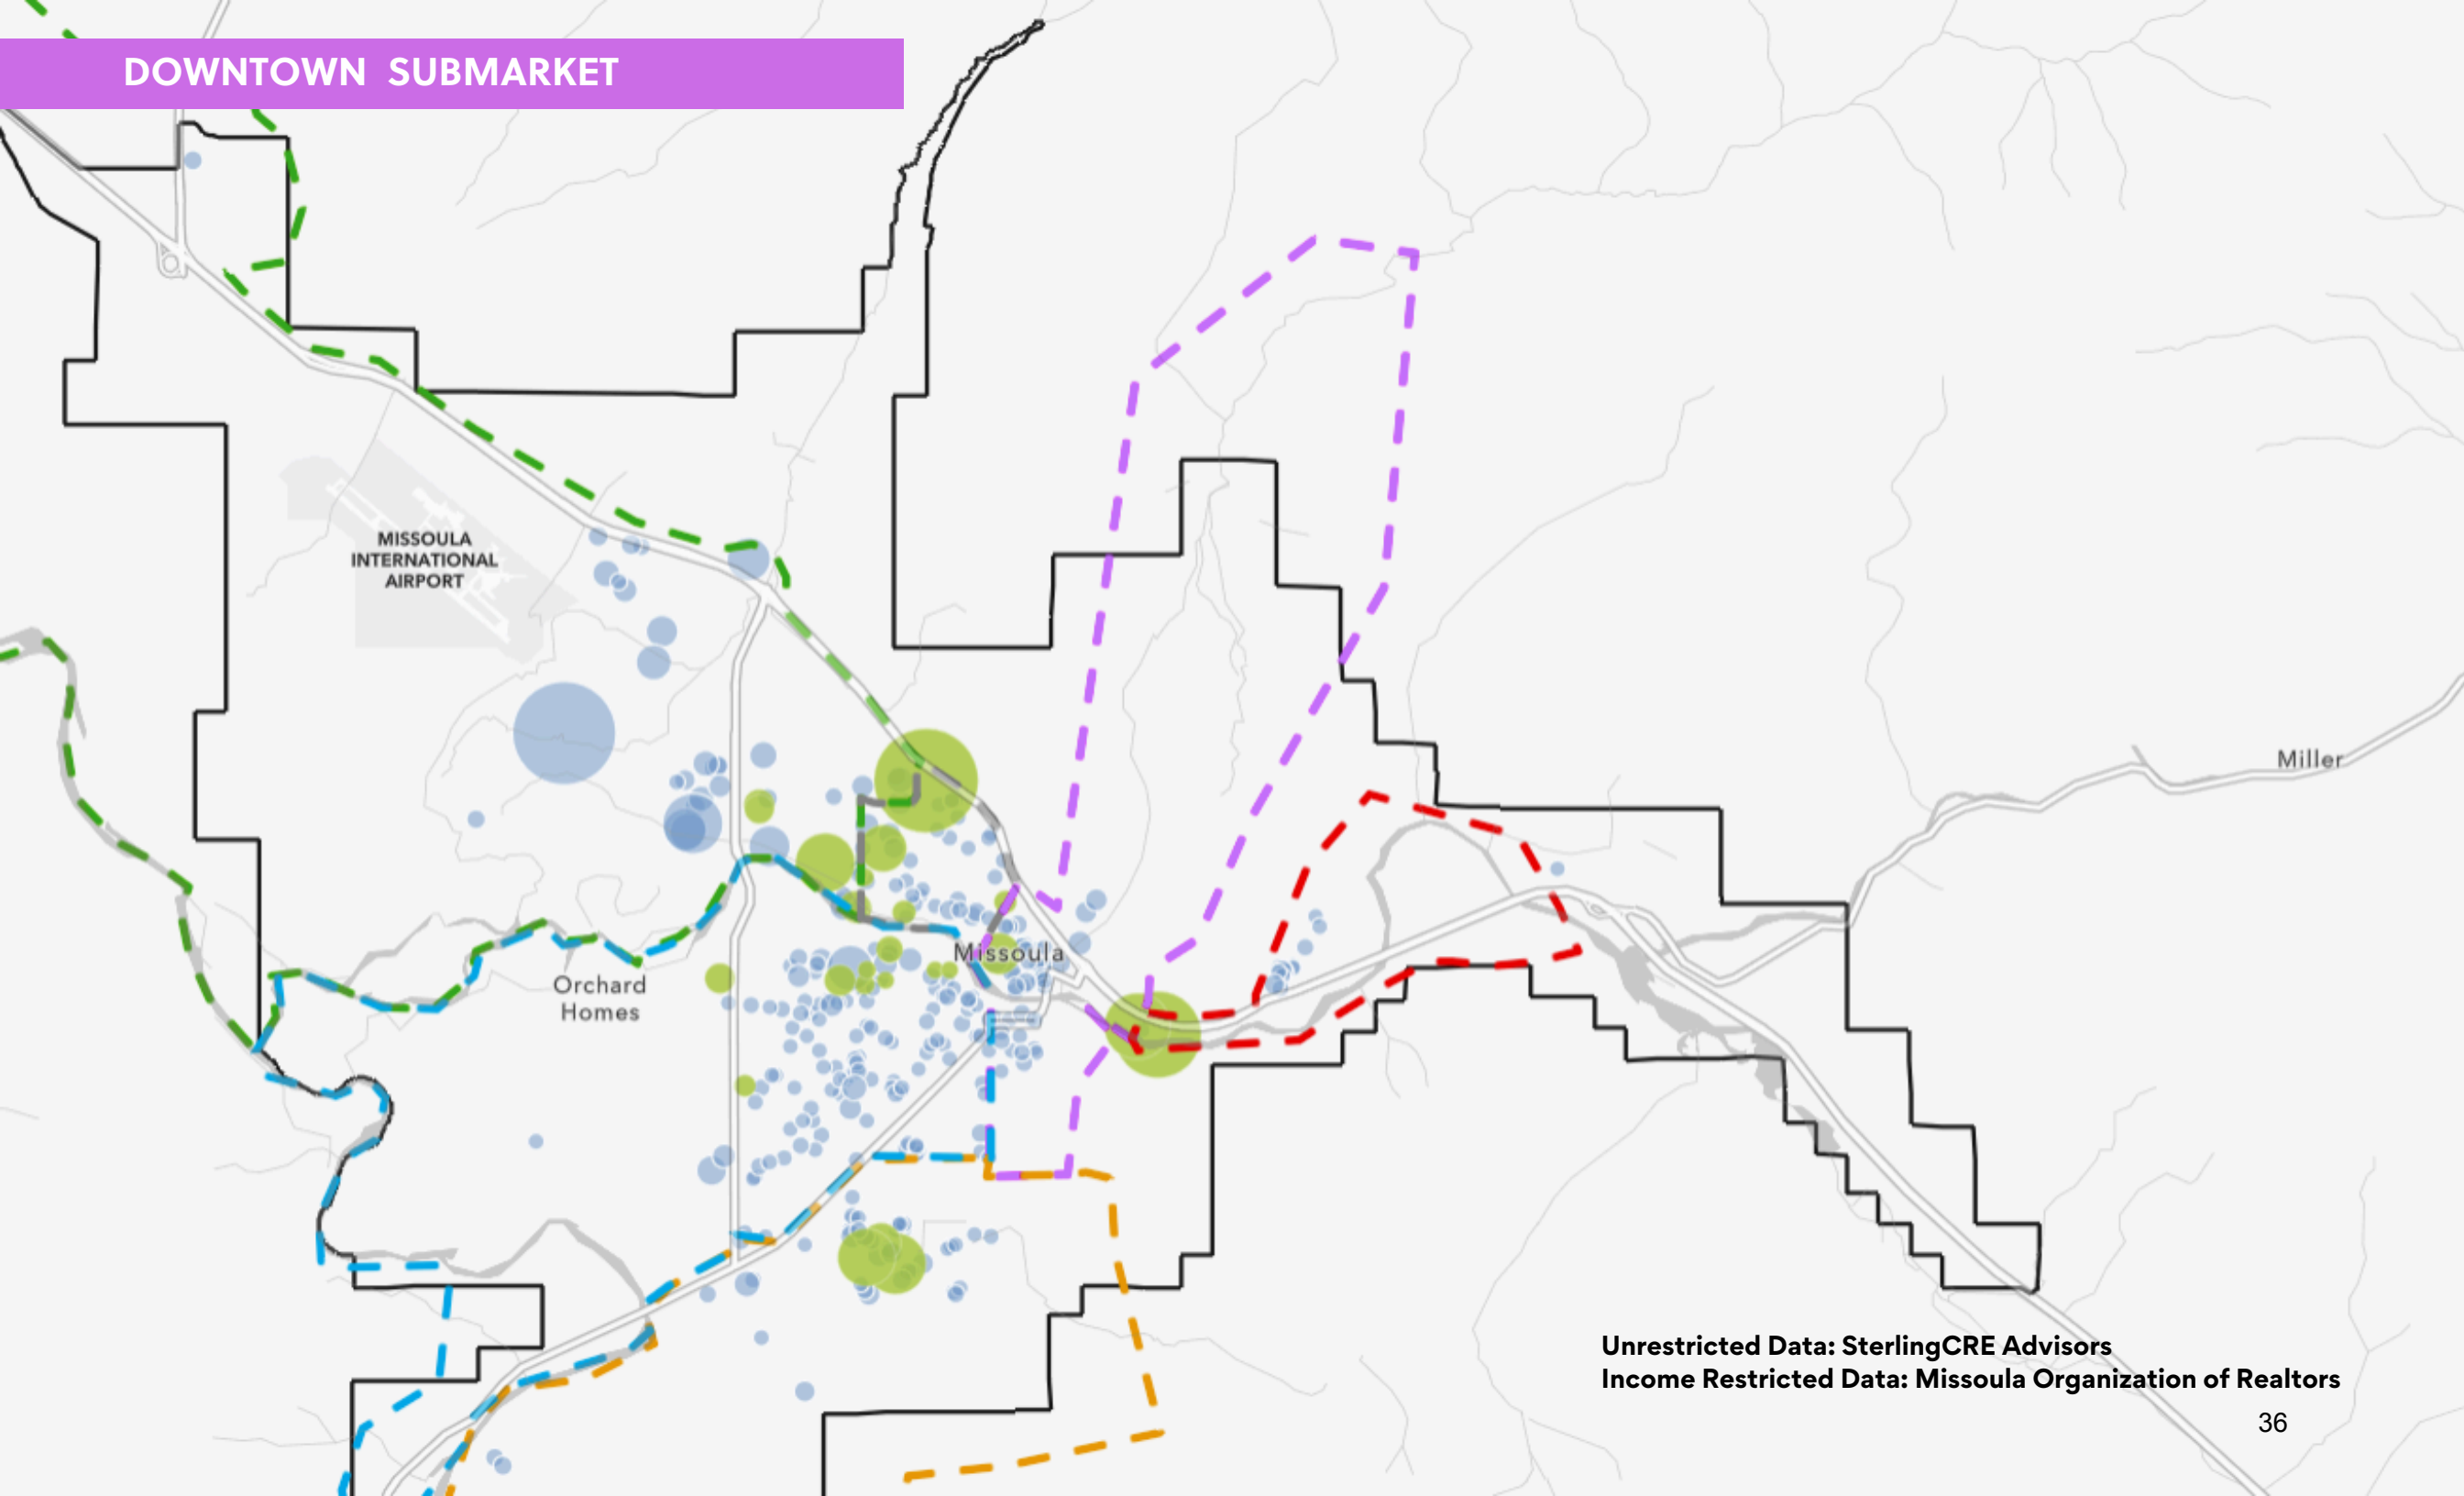 DOWNTOWN SUBMARKET
MISSOULA
INTERNATIONAL
AIRPORT
Miller
Missoula
Orchard
Homes
Unrestricted Data: SterlingCRE Advisors
Income Restricted Data: Missoula Organization of Realtors
36